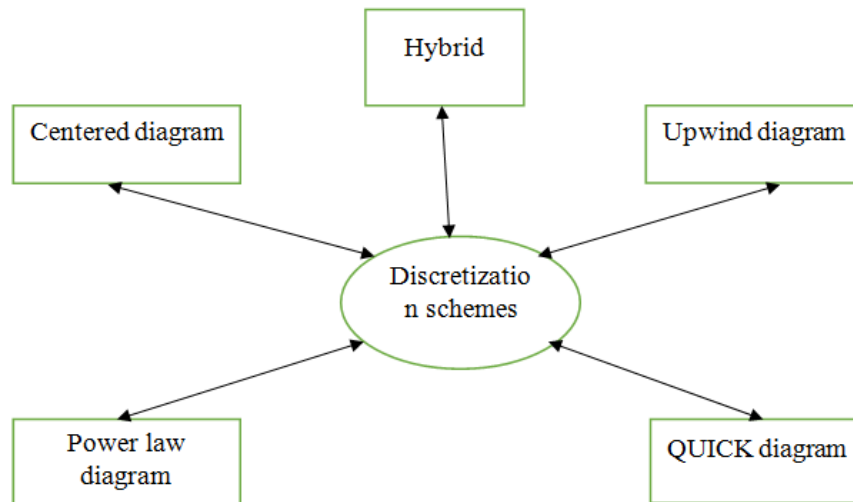 Hybrid
Centered diagram
Upwind diagram
Discretizatio
n schemes
Power law
diagram
QUICK diagram